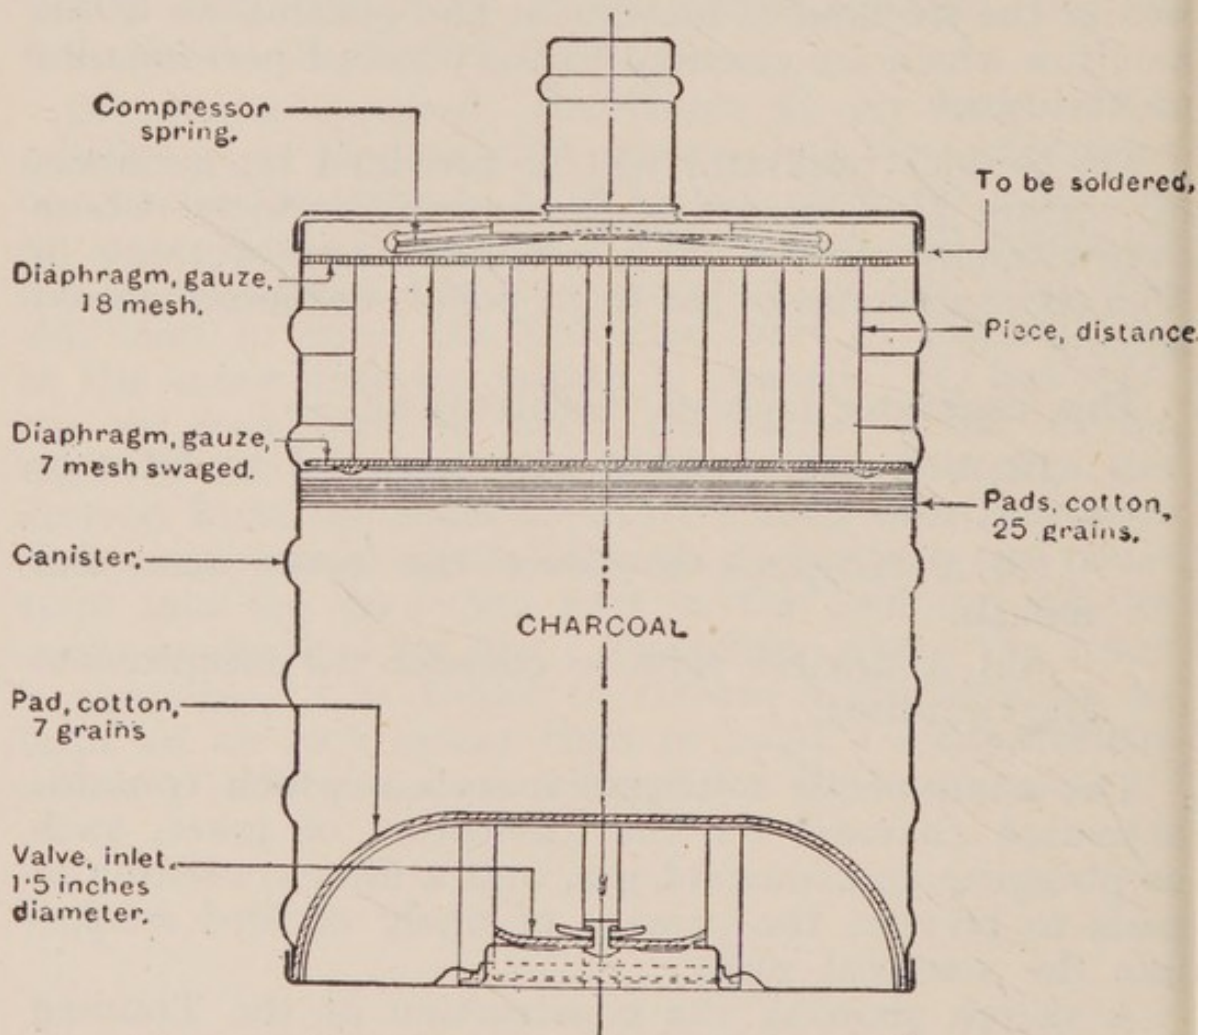 Compressor
spring.
To be soldered,
Diaphragm, gauze,
18 mesh.
Piece, distance.
Diaphragm, gauze,
7 mesh swaged.
Pads, cotton,
25 grains.
Canister.
CHARCOAL
Pad, cotton,
7 grains
Valve, inlet.
1·5 inches
diameter.